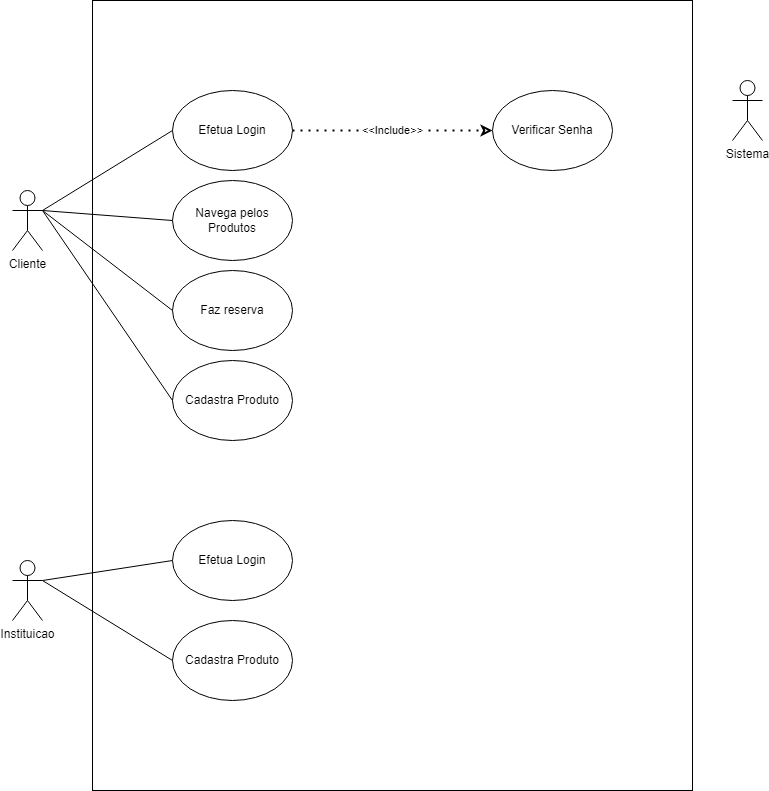 Efetua Login
<<Include>>
Verificar Senha
Sistema
Navega pelos
Produtos
Cliente
Faz reserva
Cadastra Produto
Efetua Login
Instituicao
Cadastra Produto